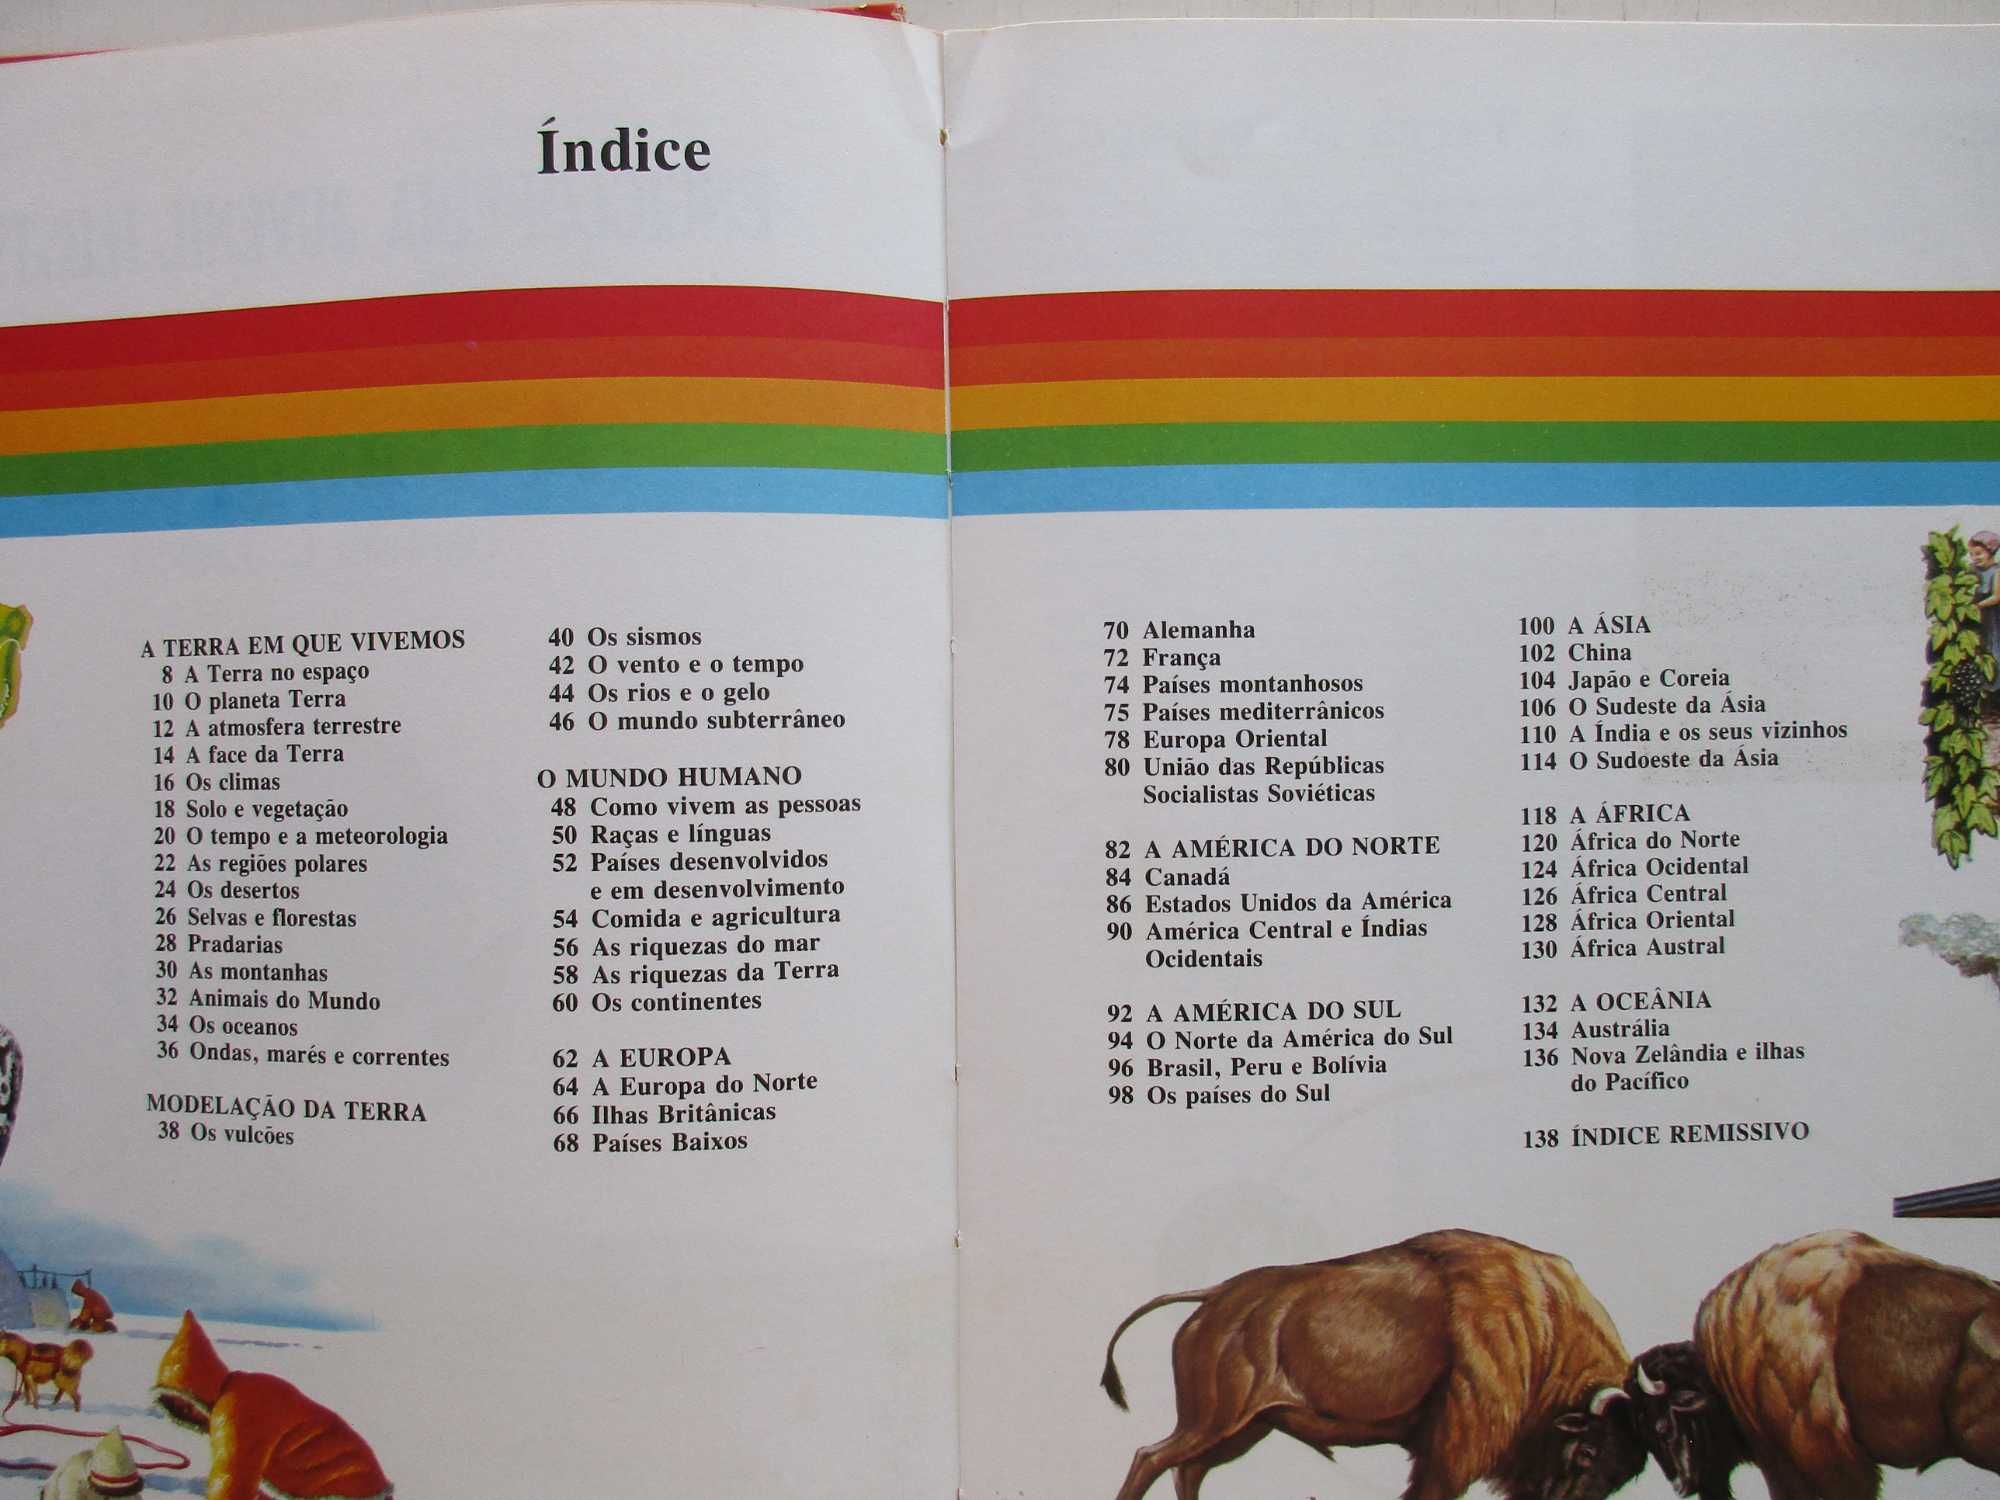 Índice
A TERRA EM QUE VIVEMOS
8 A Terra no espaço
10 O planeta Terra
12 A atmosfera terrestre
14 A face da Terra
16 Os climas
18 Solo e vegetação
20 O tempo e a meteorologia
22 As regiões polares
24 Os desertos
26 Selvas e florestas
28 Pradarias
30 As montanhas
32 Animais do Mundo
34 Os oceanos
36 Ondas, marés e correntes
MODELAÇÃO DA TERRA
38 Os vulcões
40 Os sismos
42 O vento e o tempo
44 Os rios e o gelo
46 O mundo subterrâneo
O MUNDO HUMANO
48 Como vivem as pessoas
50 Raças e línguas
52 Países desenvolvidos
e em desenvolvimento
54 Comida e agricultura
56 As riquezas do mar
58 As riquezas da Terra
60 Os continentes
62 A EUROPA
64 A Europa do Norte
66 Ilhas Britânicas
68 Países Baixos
70 Alemanha
72 França
74 Países montanhosos
75 Países mediterrânicos
78 Europa Oriental
80 União das Repúblicas
Socialistas Soviéticas
82 A AMÉRICA DO NORTE
84 Canadá
86 Estados Unidos da América
90 América Central e Índias
Ocidentais
92 A AMÉRICA DO SUL
94 O Norte da América do Sul
96 Brasil, Peru e Bolívia
98 Os países do Sul
100 A ÁSIA
102 China
104 Japão e Coreia
106 O Sudeste da Ásia
110 A Índia e os seus vizinhos
114 O Sudoeste da Ásia
118 A ÁFRICA
120 África do Norte
124 África Ocidental
126 África Central
128 África Oriental
130 África Austral
132 A OCEÂNIA
134 Austrália
136 Nova Zelândia e ilhas
do Pacífico
138 ÍNDICE REMISSIVO